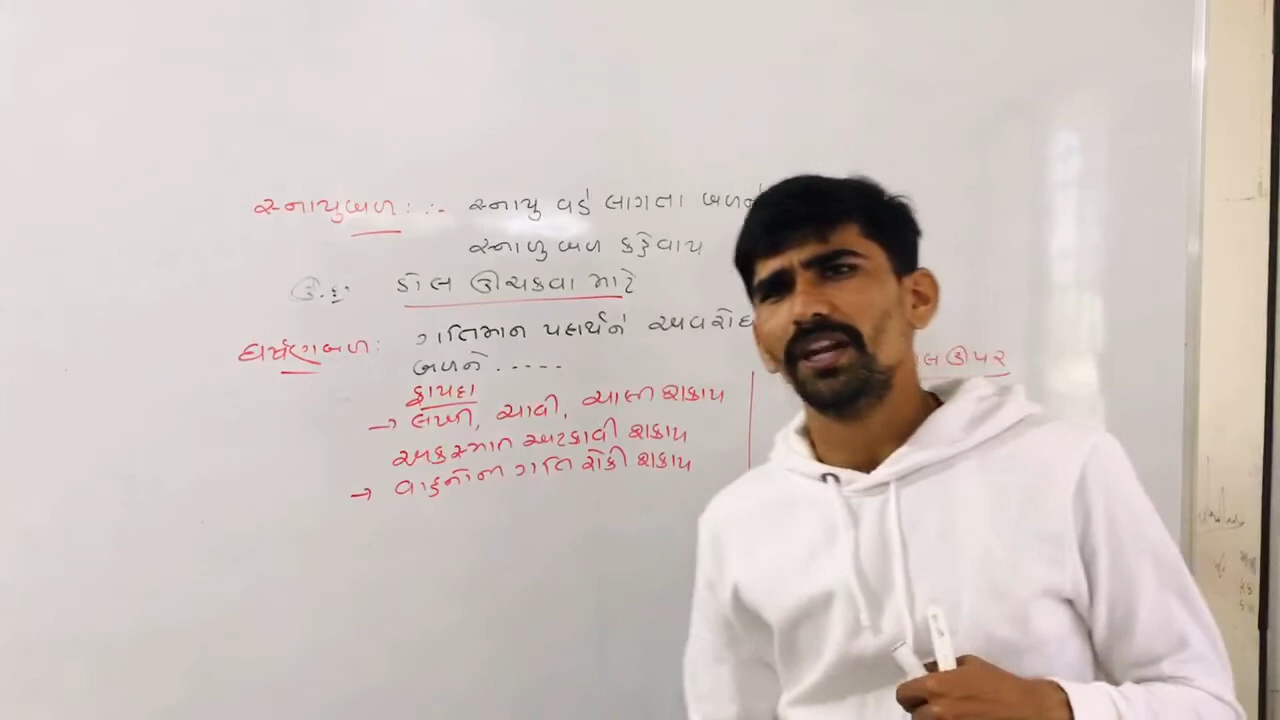 સ્નાયુબળ :∴ સ્નાયુ વડે લાગતા બળને
સ્નાયુ બળ કહેવાય
ઉ.દા: ડોલ ઊંચકવા માટે
ઘર્ષણબળ: ગતિમાન પદાર્થને અવરોધ
બળને .....
લઊપર
ફાયદા
→ લખી, ચાવી, ચાલી શકાય
અકસ્માત અટકાવી શકાય
→ વાહનોની ગતિ રોકી શકાય